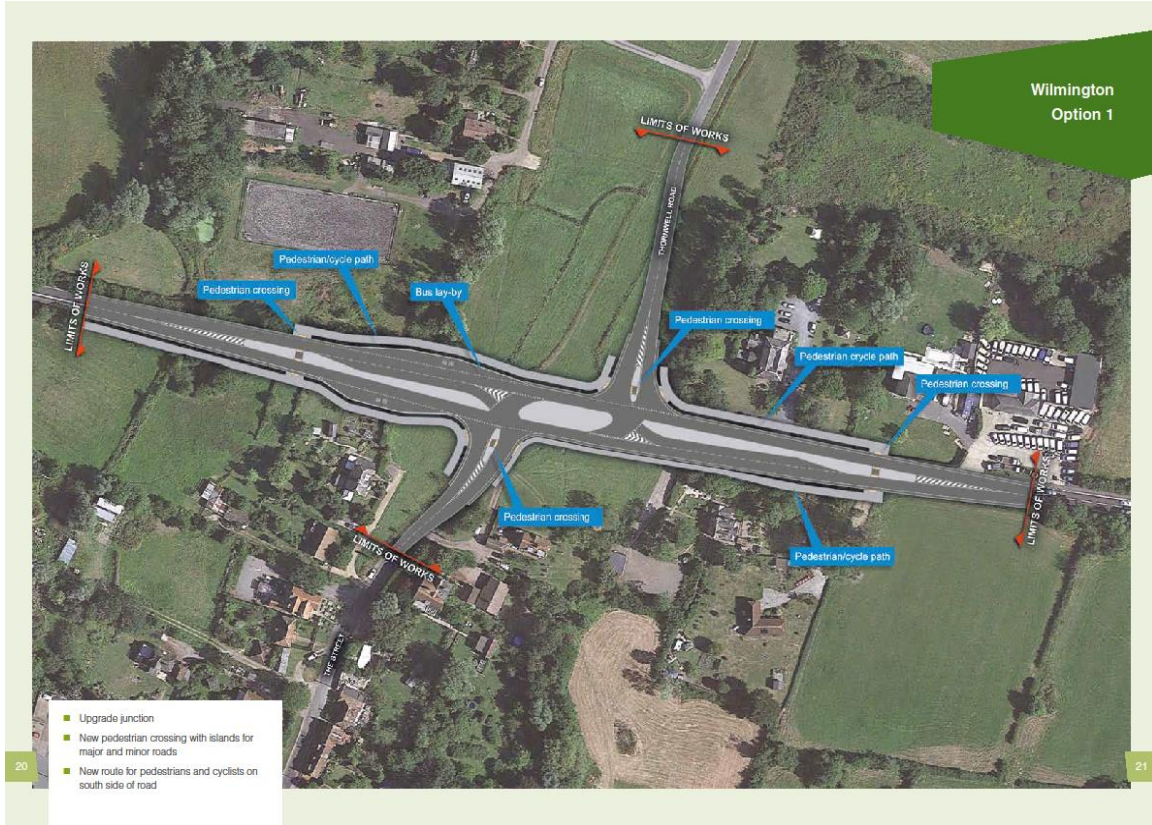 Wilmington
Option 1
LIMITS OF WORKS
THORNWELL ROAD
LIMITS OF WORKS
Pedestrian/cycle path
Pedestrian crossing
Bus lay-by
Pedestrian crossing
Pedestrian crycle path
Pedestrian crossing
LIMITS OF WORKS
Pedestrian crossing
LIMITS OF WORKS
Pedestrian/cycle path
THE STREET
Upgrade junction
New pedestrian crossing with islands for
major and minor roads
New route for pedestrians and cyclists on
south side of road
20
21